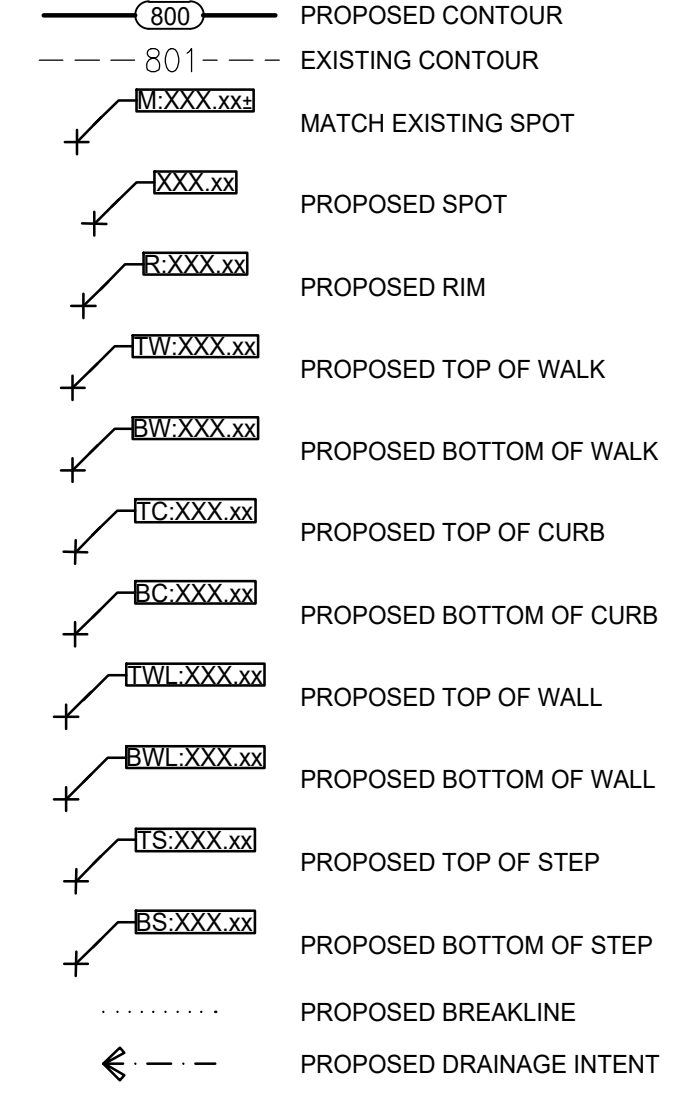 800 PROPOSED CONTOUR
801 EXISTING CONTOUR
M:XXX.xx± MATCH EXISTING SPOT
XXX.xx PROPOSED SPOT
R:XXX.xx PROPOSED RIM
TW:XXX.xx PROPOSED TOP OF WALK
BW:XXX.xx PROPOSED BOTTOM OF WALK
TC:XXX.xx PROPOSED TOP OF CURB
BC:XXX.xx PROPOSED BOTTOM OF CURB
TWL:XXX.xx PROPOSED TOP OF WALL
BWL:XXX.xx PROPOSED BOTTOM OF WALL
TS:XXX.xx PROPOSED TOP OF STEP
BS:XXX.xx PROPOSED BOTTOM OF STEP
PROPOSED BREAKLINE
PROPOSED DRAINAGE INTENT